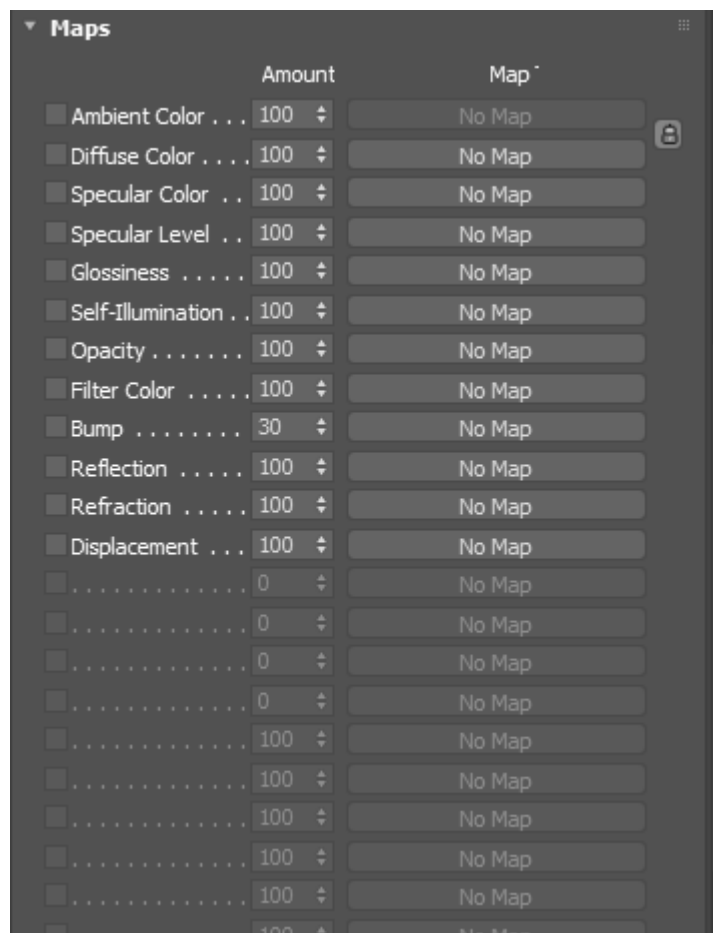 Maps
Amount Map
Ambient Color . . . 100 No Map
Diffuse Color . . . . 100 No Map
Specular Color . . 100 No Map
Specular Level . . 100 No Map
Glossiness . . . . . 100 No Map
Self-Illumination . . 100 No Map
Opacity . . . . . . . 100 No Map
Filter Color . . . . . 100 No Map
Bump . . . . . . . . 30 No Map
Reflection . . . . . 100 No Map
Refraction . . . . . 100 No Map
Displacement . . . 100 No Map
. . . . . . . . . . . . . . 0 No Map
. . . . . . . . . . . . . . 0 No Map
. . . . . . . . . . . . . . 0 No Map
. . . . . . . . . . . . . . 0 No Map
. . . . . . . . . . . . . . 100 No Map
. . . . . . . . . . . . . . 100 No Map
. . . . . . . . . . . . . . 100 No Map
. . . . . . . . . . . . . . 100 No Map
. . . . . . . . . . . . . . 100 No Map
100 No Map